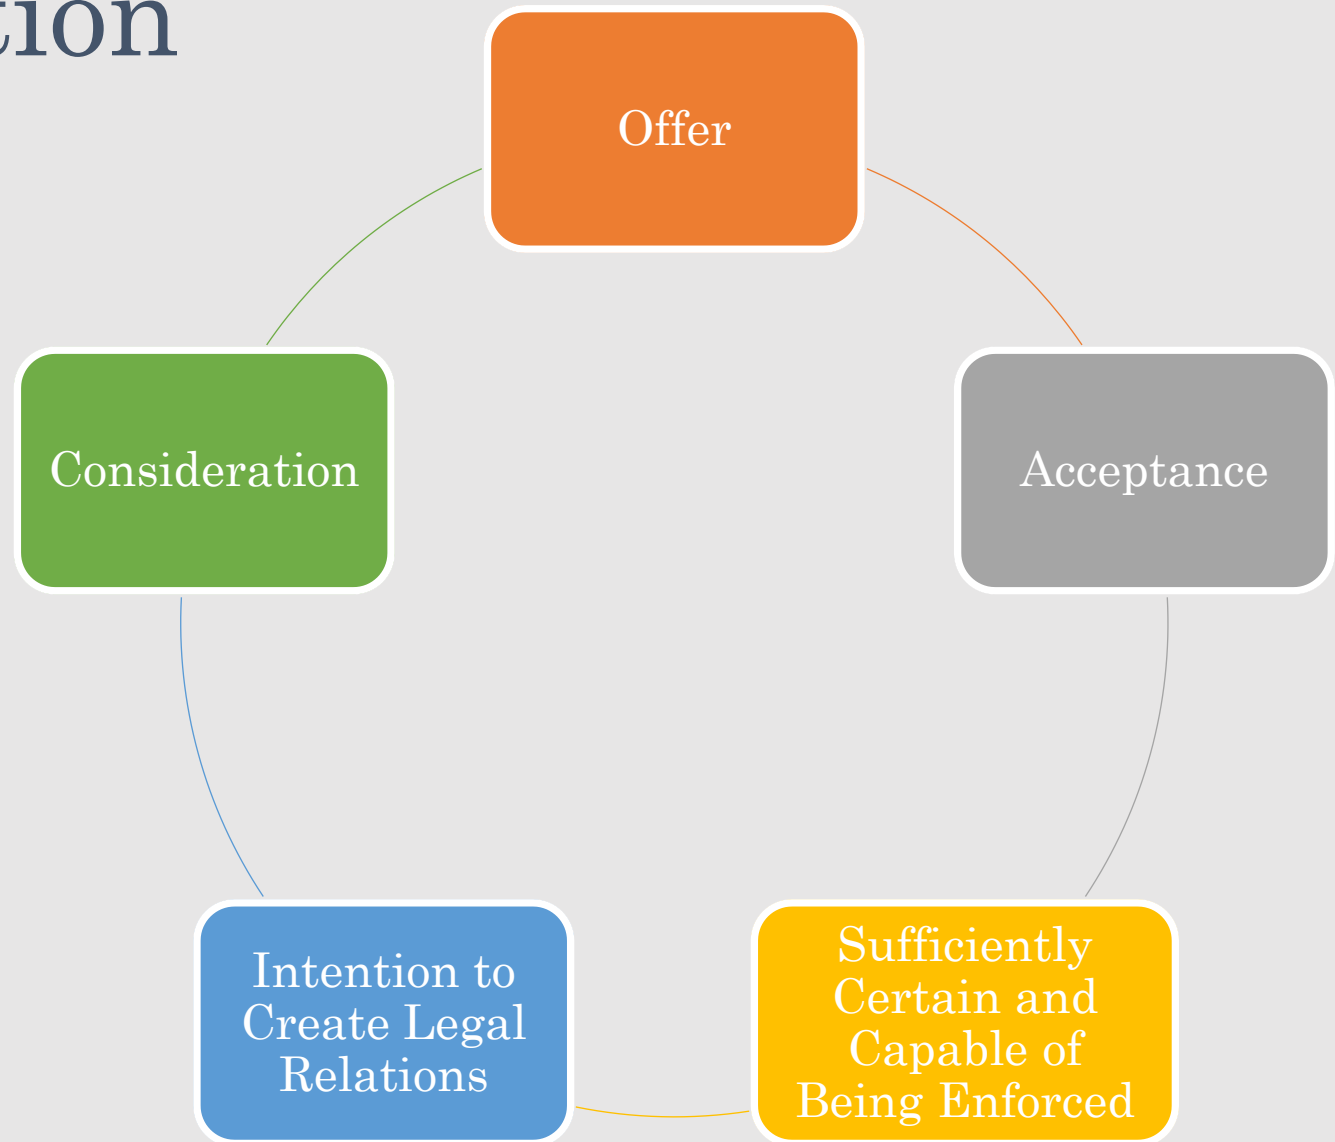 tion
Offer
Consideration
Acceptance
Intention to
Create Legal
Relations
Sufficiently
Certain and
Capable of
Being Enforced